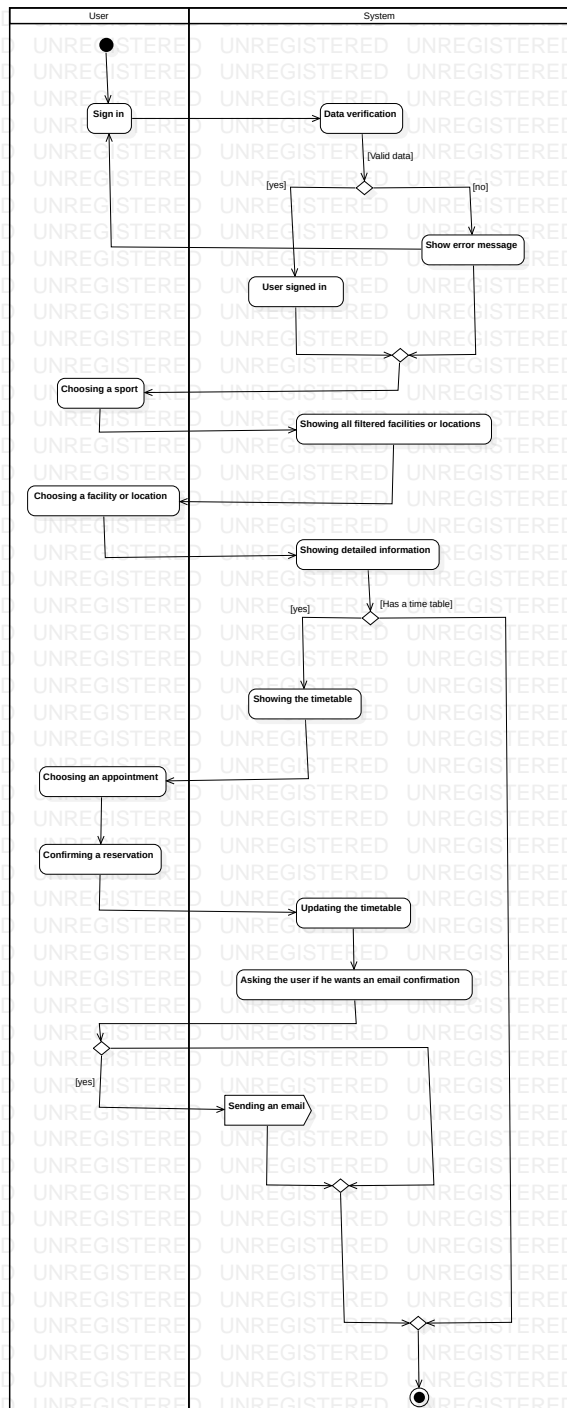 User
System
Sign in
Data verification
[Valid data]
[yes]
[no]
Show error message
User signed in
Choosing a sport
Showing all filtered facilities or locations
Choosing a facility or location
Showing detailed information
[Has a time table]
[yes]
Showing the timetable
Choosing an appointment
Confirming a reservation
Updating the timetable
Asking the user if he wants an email confirmation
[yes]
Sending an email
UNREGISTERED